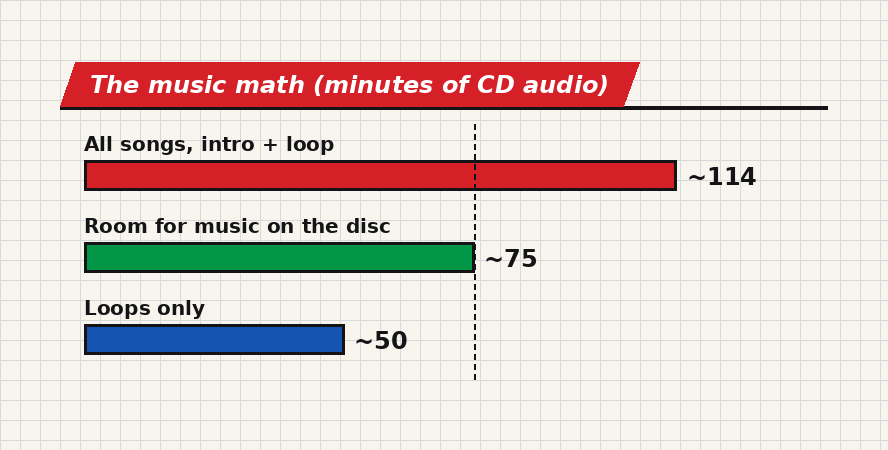 The music math (minutes of CD audio)
All songs, intro + loop
~114
Room for music on the disc
~75
Loops only
~50